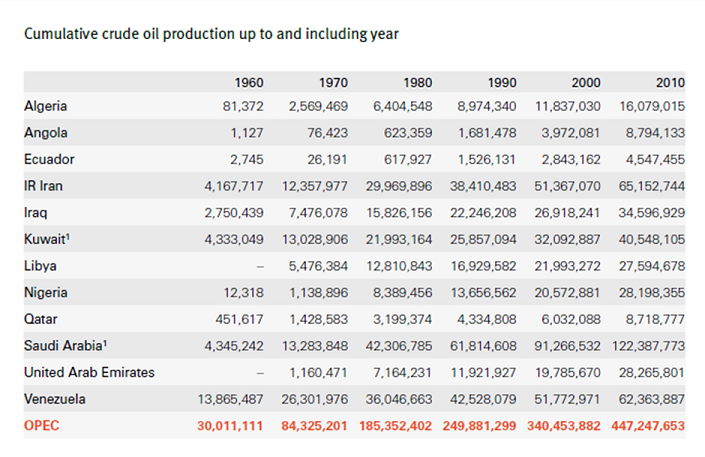 Cumulative crude oil production up to and including year
1960 1970 1980 1990 2000 2010
Algeria 81,372 2,569,469 6,404,548 8,974,340 11,837,030 16,079,015
Angola 1,127 76,423 623,359 1,681,478 3,972,081 8,794,133
Ecuador 2,745 26,191 617,927 1,526,131 2,843,162 4,547,455
IR Iran 4,167,717 12,357,977 29,969,896 38,410,483 51,367,070 65,152,744
Iraq 2,750,439 7,476,078 15,826,156 22,246,208 26,918,241 34,596,929
Kuwait¹ 4,333,049 13,028,906 21,993,164 25,857,094 32,092,887 40,548,105
Libya – 5,476,384 12,810,843 16,929,582 21,993,272 27,594,678
Nigeria 12,318 1,138,896 8,389,456 13,656,562 20,572,881 28,198,355
Qatar 451,617 1,428,583 3,199,374 4,334,808 6,032,088 8,718,777
Saudi Arabia¹ 4,345,242 13,283,848 42,306,785 61,814,608 91,266,532 122,387,773
United Arab Emirates – 1,160,471 7,164,231 11,921,927 19,785,670 28,265,801
Venezuela 13,865,487 26,301,976 36,046,663 42,528,079 51,772,971 62,363,887
OPEC 30,011,111 84,325,201 185,352,402 249,881,299 340,453,882 447,247,653